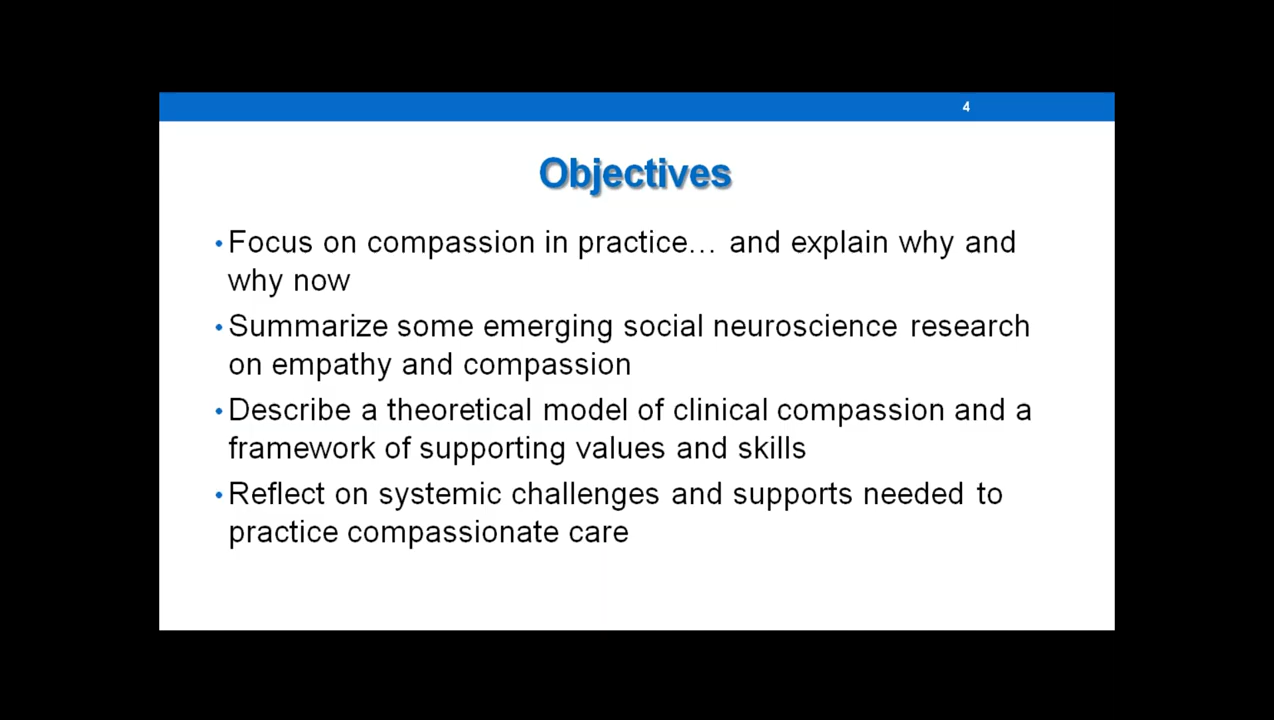 4
Objectives
• Focus on compassion in practice… and explain why and
why now
• Summarize some emerging social neuroscience research
on empathy and compassion
• Describe a theoretical model of clinical compassion and a
framework of supporting values and skills
• Reflect on systemic challenges and supports needed to
practice compassionate care